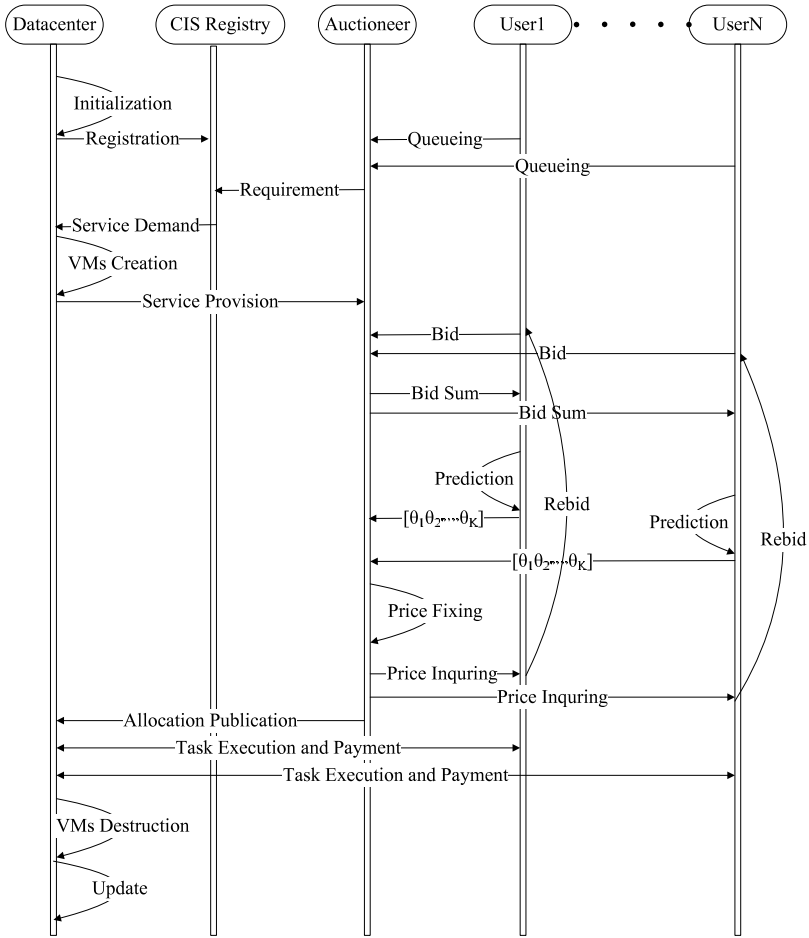 Datacenter
CIS Registry
Auctioneer
User1
UserN
Initialization
Registration
Queueing
Queueing
Requirement
Service Demand
VMs Creation
Service Provision
Bid
Bid
Bid Sum
Bid Sum
Prediction
Rebid
[θ1θ2,...,θK]
Prediction
Rebid
[θ1θ2,...,θK]
Price Fixing
Price Inquring
Price Inquring
Allocation Publication
Task Execution and Payment
Task Execution and Payment
VMs Destruction
Update